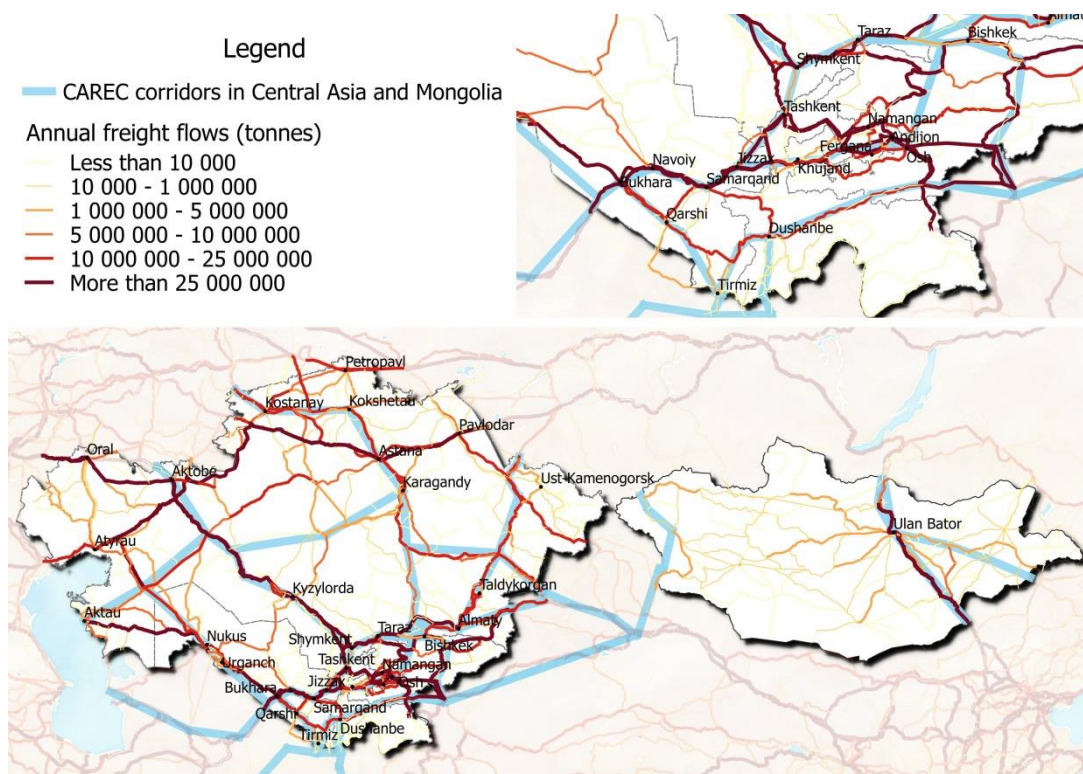 Legend
CAREC corridors in Central Asia and Mongolia
Annual freight flows (tonnes)
Less than 10 000
10 000 - 1 000 000
1 000 000 - 5 000 000
5 000 000 - 10 000 000
10 000 000 - 25 000 000
More than 25 000 000
Taraz
Bishkek
Shymkent
Tashkent
Namangan
Andijon
Fergana
Osh
Navoiy
Jizzax
Khujand
Bukhara
Samarqand
Qarshi
Dushanbe
Tirmiz
Petropavl
Kostanay
Kokshetau
Pavlodar
Oral
Astana
Aktobe
Karagandy
Ust-Kamenogorsk
Ulan Bator
Atyrau
Kyzylorda
Taldykorgan
Aktau
Nukus
Taraz
Almaty
Shymkent
Bishkek
Urganch
Tashkent
Namangan
Bukhara
Jizzax
Osh
Qarshi
Samarqand
Dushanbe
Tirmiz